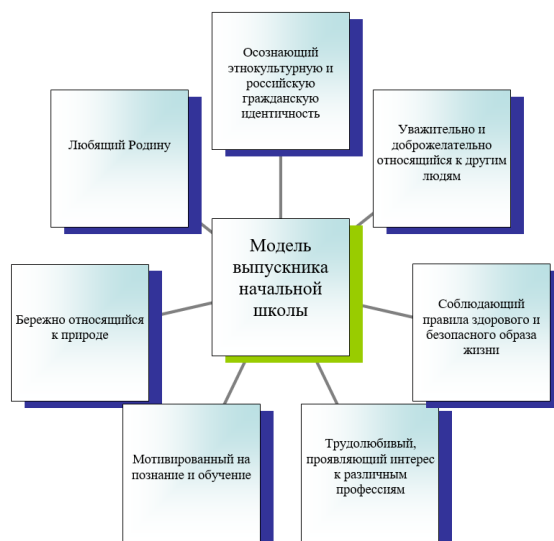 Осознающий
этнокультурную и
российскую
гражданскую
идентичность
Любящий Родину
Уважительно и
доброжелательно
относящийся к другим
людям
Модель
выпускника
начальной
школы
Бережно относящийся
к природе
Соблюдающий
правила здорового и
безопасного образа
жизни
Мотивированный на
познание и обучение
Трудолюбивый,
проявляющий интерес
к различным
профессиям